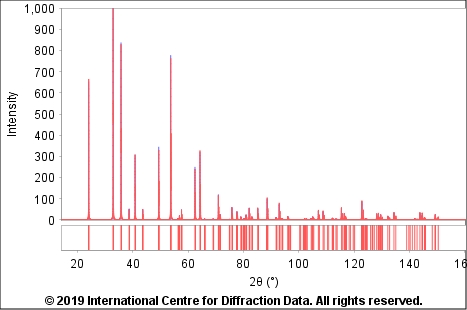 1,000
900
800
700
600
500
400
300
200
100
0
Intensity
20 40 60 80 100 120 140 16
2θ (°)
© 2019 International Centre for Diffraction Data. All rights reserved.